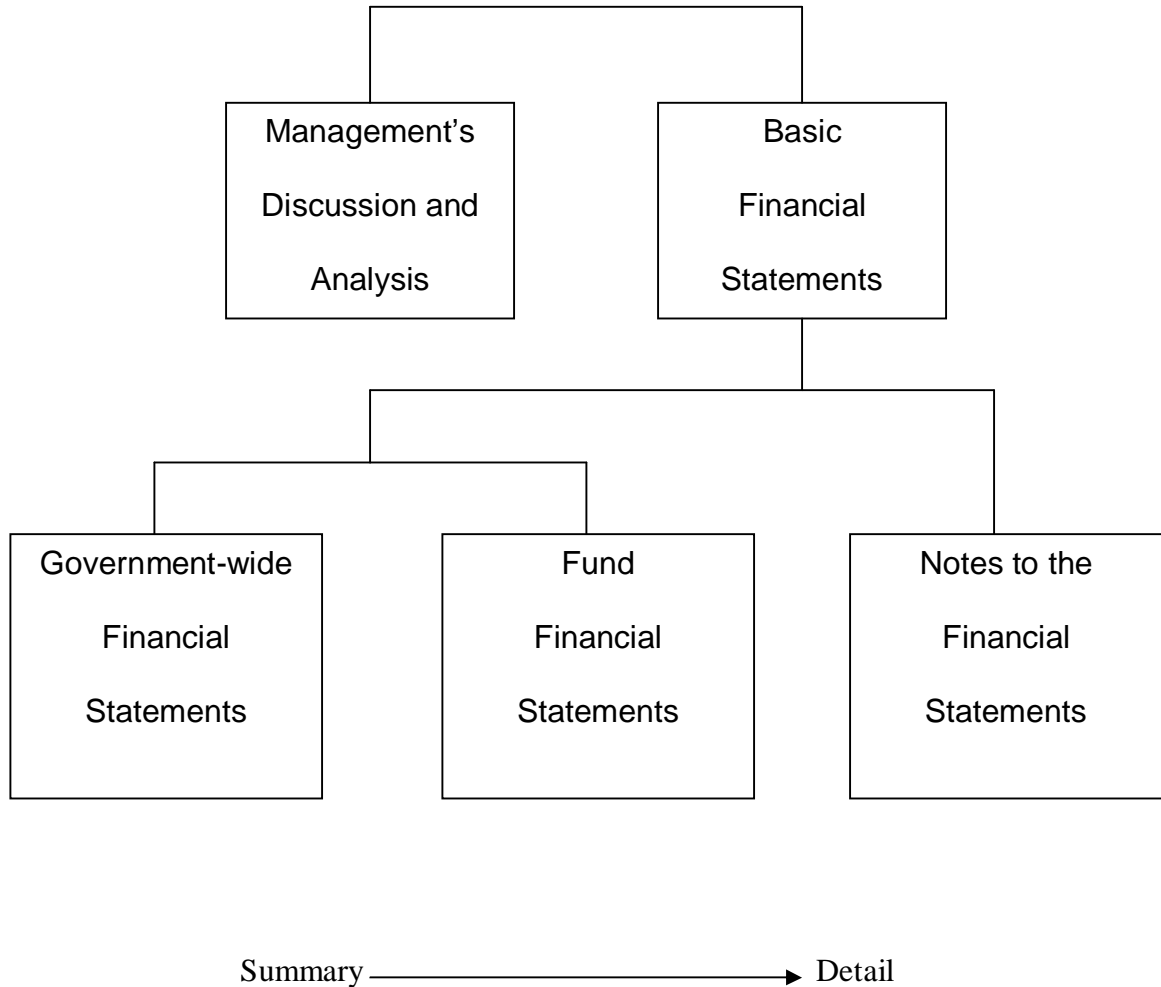 Management’s
Discussion and
Analysis
Basic
Financial
Statements
Government-wide
Financial
Statements
Fund
Financial
Statements
Notes to the
Financial
Statements
Summary
Detail